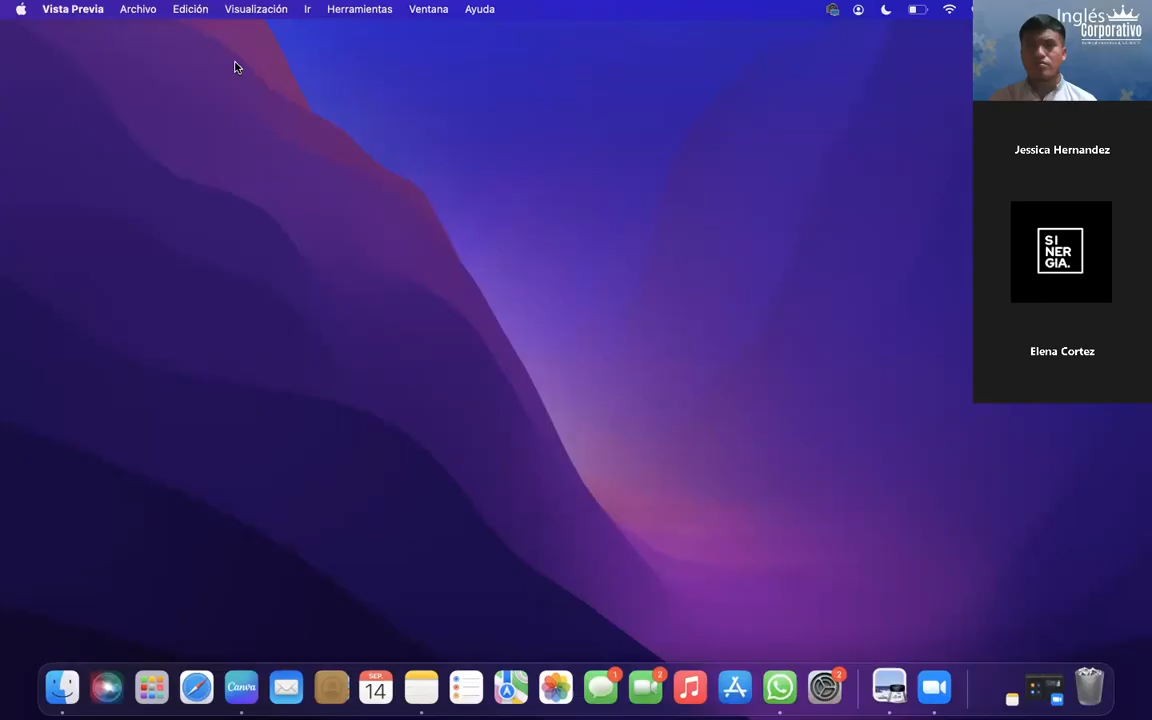 Vista Previa Archivo Edición Visualización Ir Herramientas Ventana Ayuda
Inglés
Corporativo
Jessica Hernandez
SI
NER
GIA.
Elena Cortez
Canva
SEP.
14
1
2
2